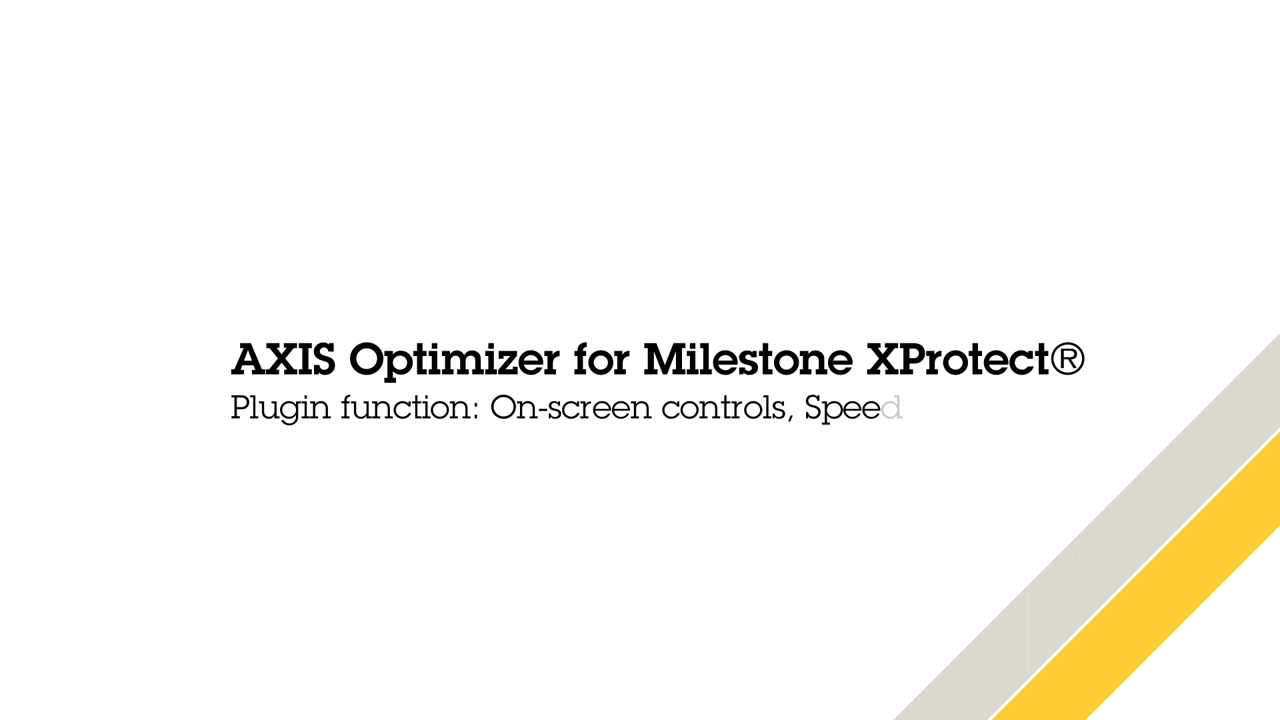 AXIS Optimizer for Milestone XProtect®
Plugin function: On-screen controls, Speed